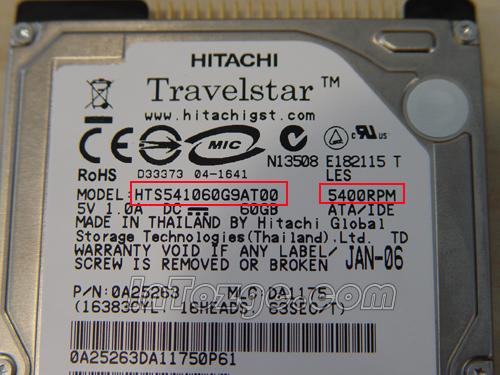 HITACHI
Travelstar™
www.hitachigst.com
CE MIC N13508 E182115 T
RoHS D33373 04-1641 LES
MODEL: HTS541060G9AT00 5400RPM
5V 1.0A DC 60GB ATA/IDE
MADE IN THAILAND BY Hitachi Global
Storage Technologies(Thailand).Ltd. TD
WARRANTY VOID IF ANY LABEL/
SCREW IS REMOVED OR BROKEN JAN-06
P/N:0A25263 MLC:DA1175
(16383CYL. 16HEADS. 63SEC/T)
0A25263DA11750P61